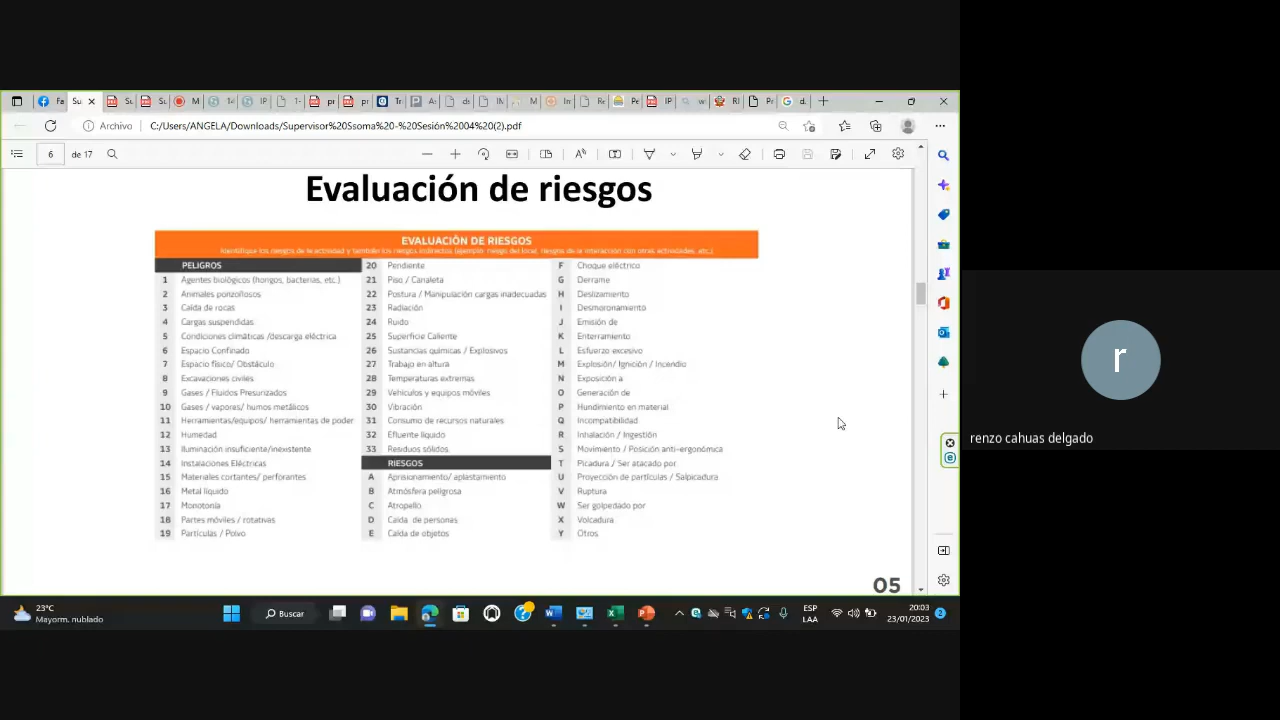 Fa
Su
Archivo
C:/Users/ANGELA/Downloads/Supervisor%20Ssoma%20-%20Sesión%2004%20(2).pdf
6 de 17
Evaluación de riesgos
EVALUACIÓN DE RIESGOS
PELIGROS
1 Agentes biológicos (hongos, bacterias, etc.)
2 Animales ponzoñosos
3 Caída de rocas
4 Cargas suspendidas
5 Condiciones climáticas /descarga eléctrica
6 Espacio Confinado
7 Espacio físico/ Obstáculo
8 Excavaciones civiles
9 Gases / Fluidos Presurizados
10 Gases / vapores/ humos metálicos
11 Herramientas/equipos/ herramientas de poder
12 Humedad
13 Iluminación insuficiente/inexistente
14 Instalaciones Eléctricas
15 Materiales cortantes/ perforantes
16 Metal líquido
17 Monotonía
18 Partes móviles / rotativas
19 Partículas / Polvo
20 Pendiente
21 Piso / Canaleta
22 Postura / Manipulación cargas inadecuadas
23 Radiación
24 Ruido
25 Superficie Caliente
26 Sustancias químicas / Explosivos
27 Trabajo en altura
28 Temperaturas extremas
29 Vehículos y equipos móviles
30 Vibración
31 Consumo de recursos naturales
32 Efluente líquido
33 Residuos sólidos
RIESGOS
A Aprisionamiento/ aplastamiento
B Atmósfera peligrosa
C Atropello
D Caída de personas
E Caída de objetos
F Choque eléctrico
G Derrame
H Deslizamiento
I Desmoronamiento
J Emisión de
K Enterramiento
L Esfuerzo excesivo
M Explosión/ Ignición / Incendio
N Exposición a
O Generación de
P Hundimiento en material
Q Incompatibilidad
R Inhalación / Ingestión
S Movimiento / Posición anti-ergonómica
T Picadura / Ser atacado por
U Proyección de partículas / Salpicadura
V Ruptura
W Ser golpedado por
X Volcadura
Y Otros
05
r
renzo cahuas delgado
23°C
Mayorm. nublado
Buscar
ESP
LAA
20:03
23/01/2023
2